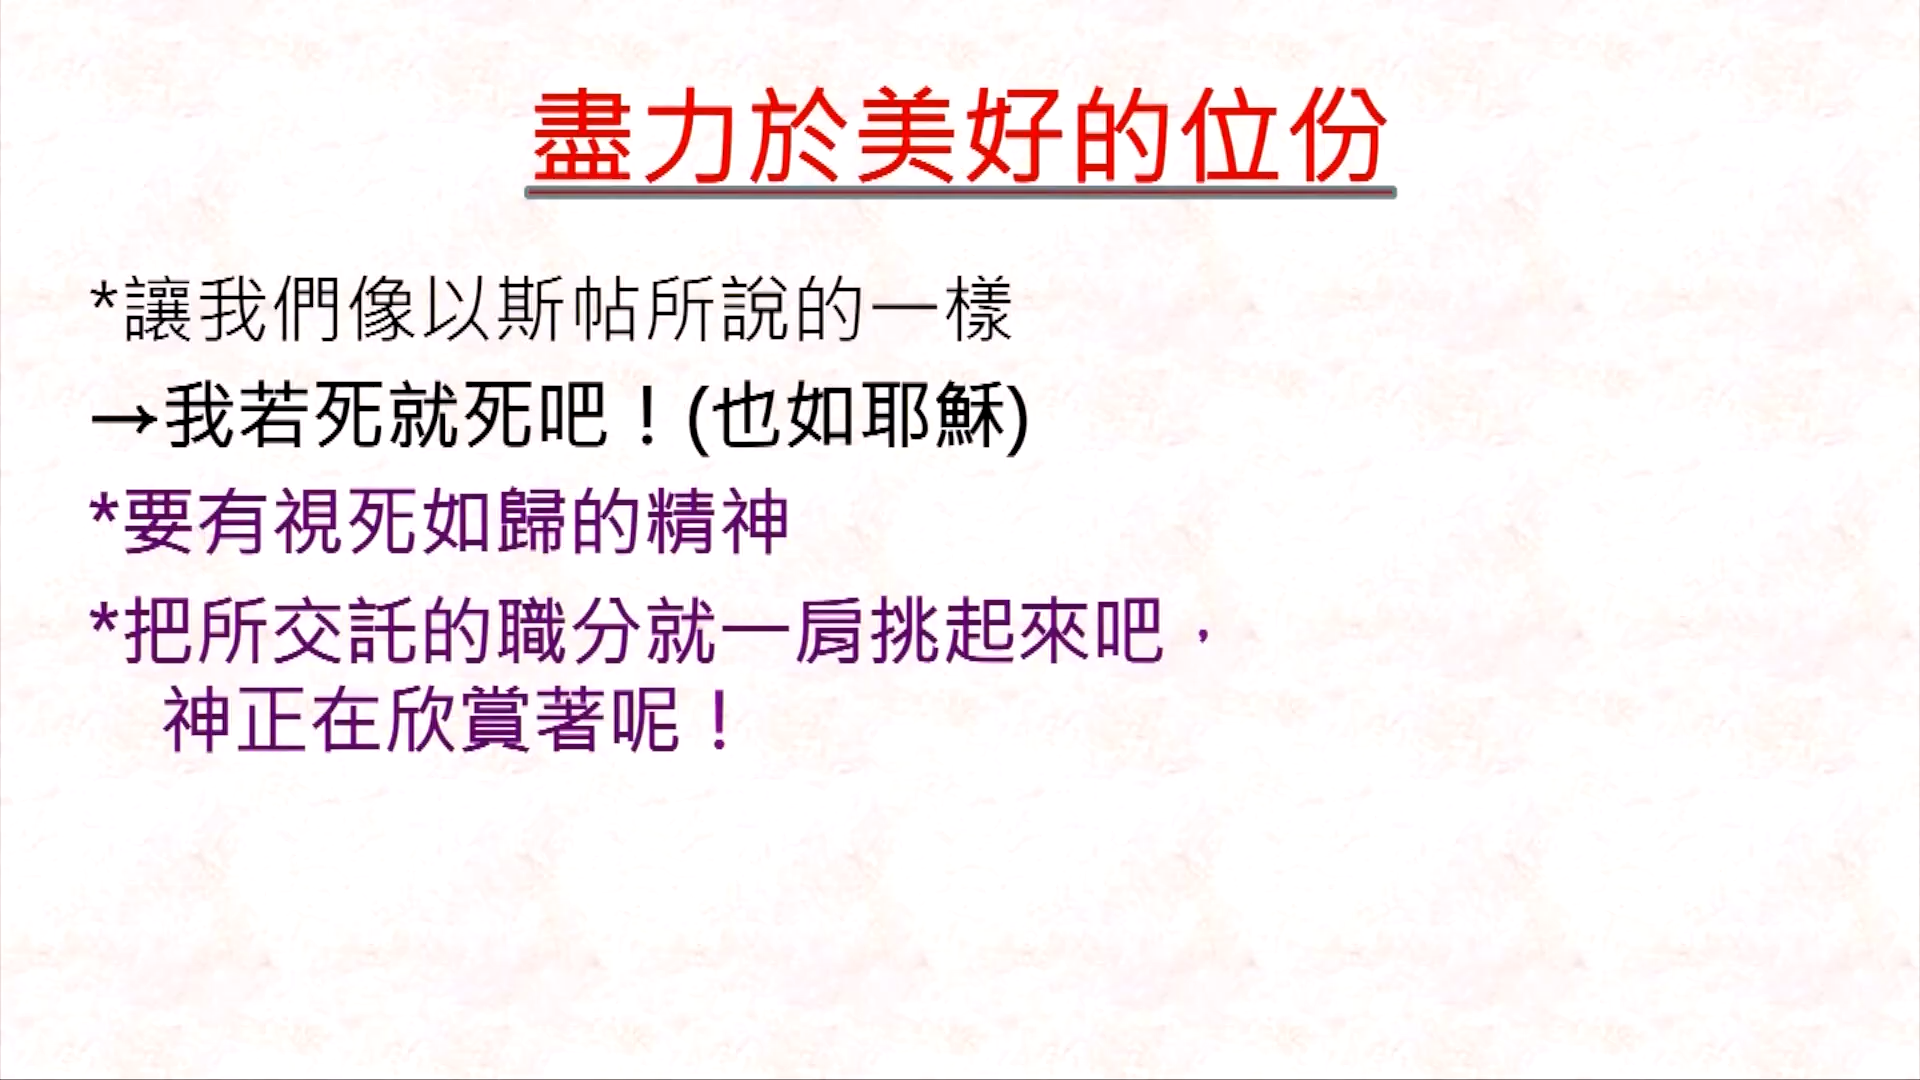 盡力於美好的位份
*讓我們像以斯帖所說的一樣
→我若死就死吧！(也如耶穌)
*要有視死如歸的精神
*把所交託的職分就一肩挑起來吧，
神正在欣賞著呢！